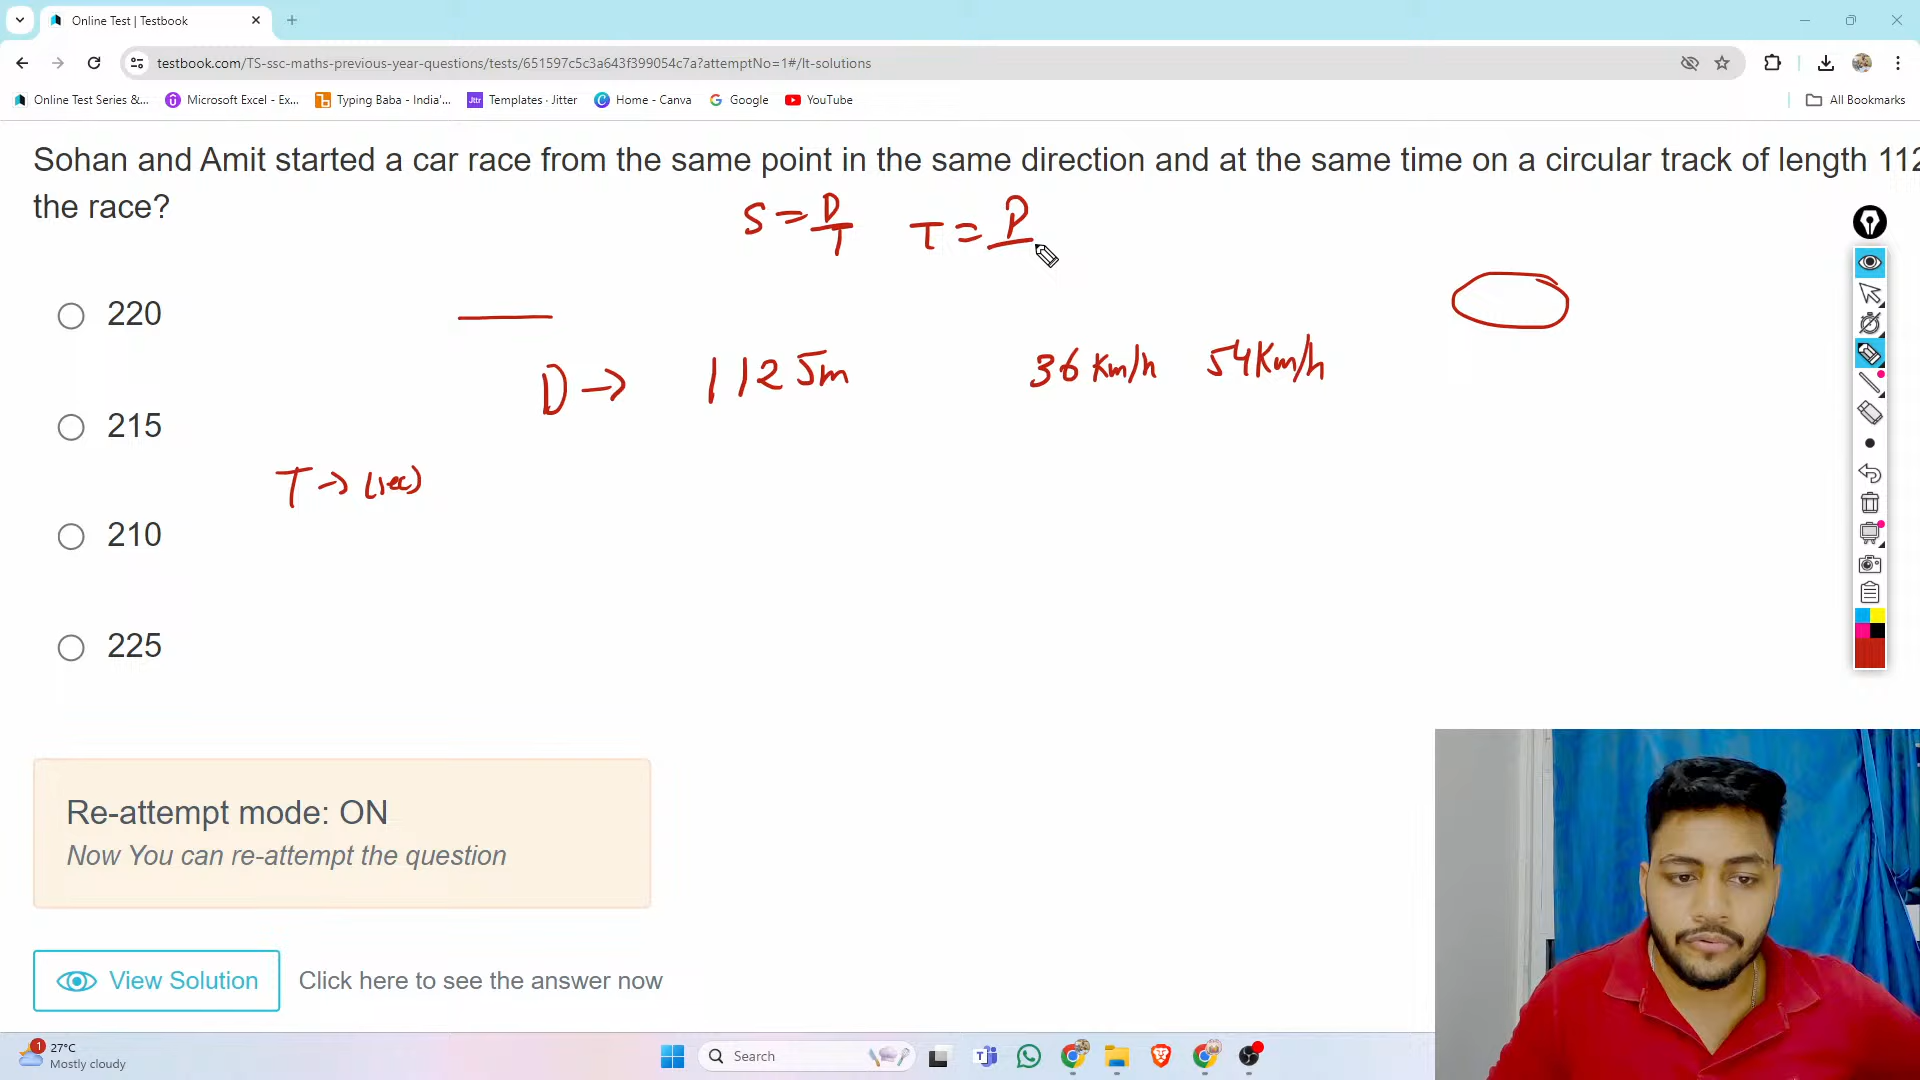 Online Test | Testbook
testbook.com/TS-ssc-maths-previous-year-questions/tests/651597c5c3a643f399054c7a?attemptNo=1#/lt-solutions
Online Test Series &... Microsoft Excel - Ex... Typing Baba - India'... Jttr Templates · Jitter Home - Canva Google YouTube All Bookmarks
Sohan and Amit started a car race from the same point in the same direction and at the same time on a circular track of length 112
the race?
S = D/T T = D
220
D → 1125m 36 Km/h 54 Km/h
215
T → (sec)
210
225
Re-attempt mode: ON
Now You can re-attempt the question
View Solution Click here to see the answer now
1 27°C
Mostly cloudy
Search